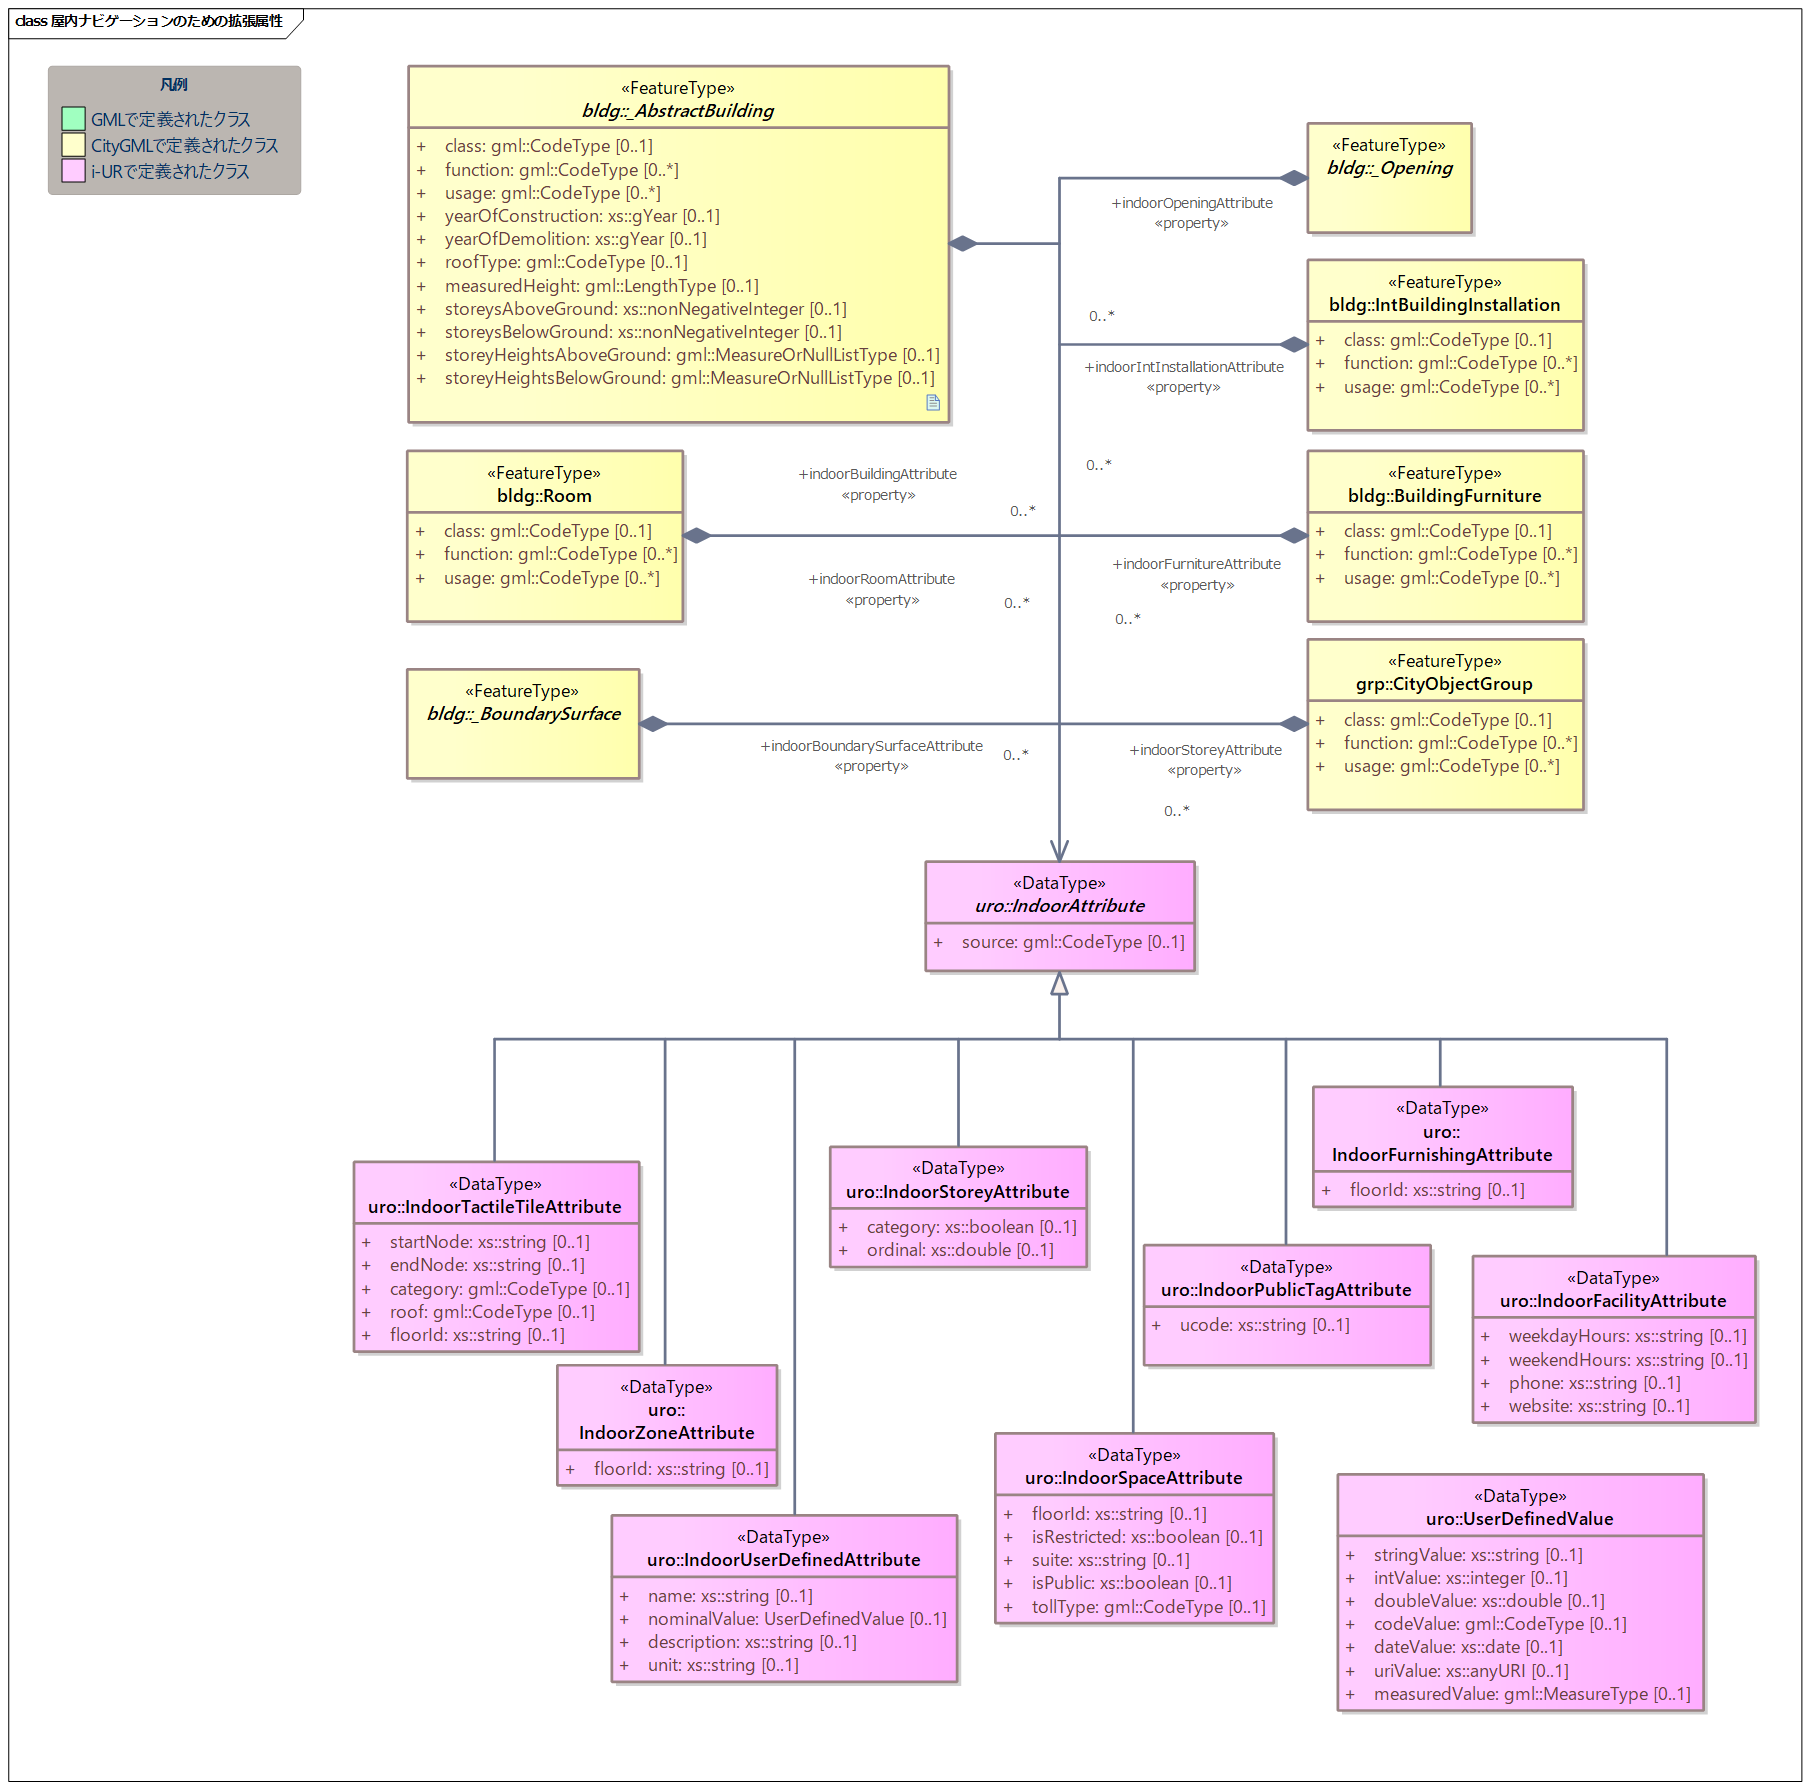 class 屋内ナビゲーションのための拡張属性
凡例
GMLで定義されたクラス
CityGMLで定義されたクラス
i-URで定義されたクラス
«FeatureType»
bldg::_AbstractBuilding
+ class: gml::CodeType [0..1]
+ function: gml::CodeType [0..*]
+ usage: gml::CodeType [0..*]
+ yearOfConstruction: xs::gYear [0..1]
+ yearOfDemolition: xs::gYear [0..1]
+ roofType: gml::CodeType [0..1]
+ measuredHeight: gml::LengthType [0..1]
+ storeysAboveGround: xs::nonNegativeInteger [0..1]
+ storeysBelowGround: xs::nonNegativeInteger [0..1]
+ storeyHeightsAboveGround: gml::MeasureOrNullListType [0..1]
+ storeyHeightsBelowGround: gml::MeasureOrNullListType [0..1]
«FeatureType»
bldg::_Opening
+indoorOpeningAttribute
«property»
0..*
«FeatureType»
bldg::IntBuildingInstallation
+ class: gml::CodeType [0..1]
+ function: gml::CodeType [0..*]
+ usage: gml::CodeType [0..*]
+indoorIntInstallationAttribute
«property»
0..*
«FeatureType»
bldg::Room
+ class: gml::CodeType [0..1]
+ function: gml::CodeType [0..*]
+ usage: gml::CodeType [0..*]
+indoorBuildingAttribute
«property»
0..*
+indoorRoomAttribute
«property»
0..*
«FeatureType»
bldg::BuildingFurniture
+ class: gml::CodeType [0..1]
+ function: gml::CodeType [0..*]
+ usage: gml::CodeType [0..*]
+indoorFurnitureAttribute
«property»
0..*
«FeatureType»
bldg::_BoundarySurface
+indoorBoundarySurfaceAttribute
«property»
0..*
«FeatureType»
grp::CityObjectGroup
+ class: gml::CodeType [0..1]
+ function: gml::CodeType [0..*]
+ usage: gml::CodeType [0..*]
+indoorStoreyAttribute
«property»
0..*
«DataType»
uro::IndoorAttribute
+ source: gml::CodeType [0..1]
«DataType»
uro::IndoorTactileTileAttribute
+ startNode: xs::string [0..1]
+ endNode: xs::string [0..1]
+ category: gml::CodeType [0..1]
+ roof: gml::CodeType [0..1]
+ floorId: xs::string [0..1]
«DataType»
uro::
IndoorZoneAttribute
+ floorId: xs::string [0..1]
«DataType»
uro::IndoorUserDefinedAttribute
+ name: xs::string [0..1]
+ nominalValue: UserDefinedValue [0..1]
+ description: xs::string [0..1]
+ unit: xs::string [0..1]
«DataType»
uro::IndoorStoreyAttribute
+ category: xs::boolean [0..1]
+ ordinal: xs::double [0..1]
«DataType»
uro::IndoorSpaceAttribute
+ floorId: xs::string [0..1]
+ isRestricted: xs::boolean [0..1]
+ suite: xs::string [0..1]
+ isPublic: xs::boolean [0..1]
+ tollType: gml::CodeType [0..1]
«DataType»
uro::IndoorPublicTagAttribute
+ ucode: xs::string [0..1]
«DataType»
uro::
IndoorFurnishingAttribute
+ floorId: xs::string [0..1]
«DataType»
uro::IndoorFacilityAttribute
+ weekdayHours: xs::string [0..1]
+ weekendHours: xs::string [0..1]
+ phone: xs::string [0..1]
+ website: xs::string [0..1]
«DataType»
uro::UserDefinedValue
+ stringValue: xs::string [0..1]
+ intValue: xs::integer [0..1]
+ doubleValue: xs::double [0..1]
+ codeValue: gml::CodeType [0..1]
+ dateValue: xs::date [0..1]
+ uriValue: xs::anyURI [0..1]
+ measuredValue: gml::MeasureType [0..1]